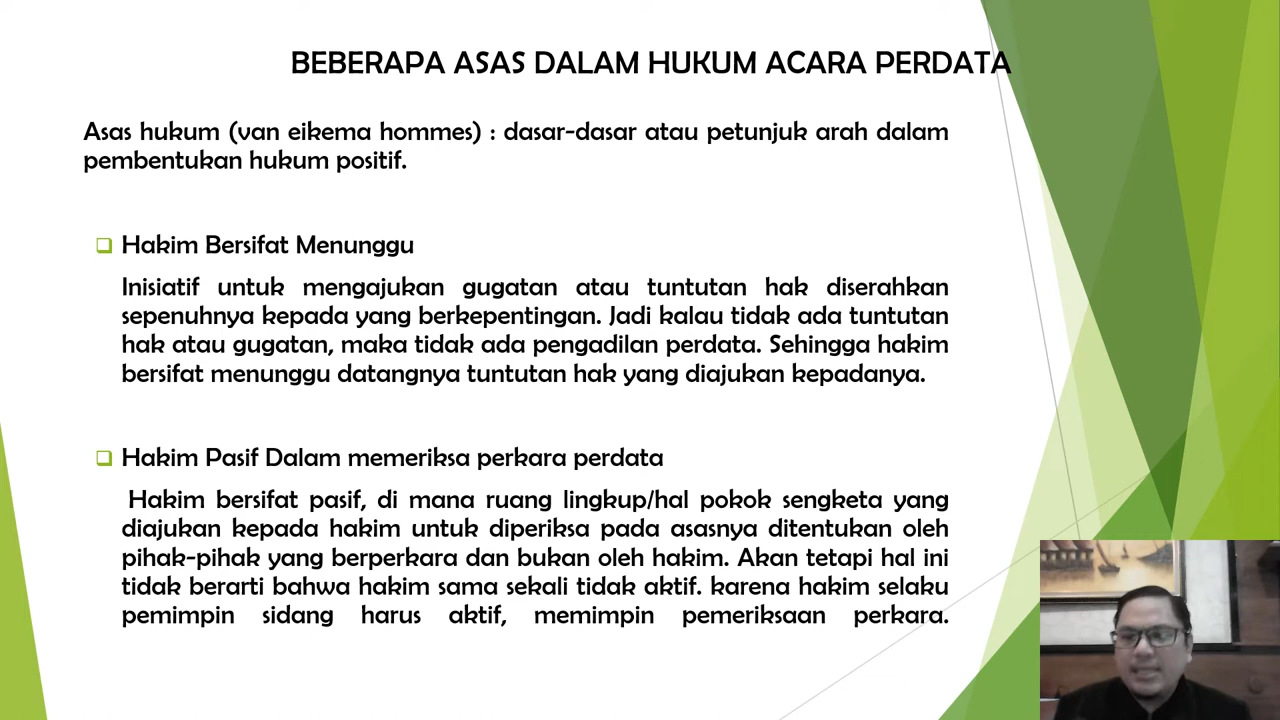 BEBERAPA ASAS DALAM HUKUM ACARA PERDATA
Asas hukum (van eikema hommes) : dasar-dasar atau petunjuk arah dalam
pembentukan hukum positif.
Hakim Bersifat Menunggu
Inisiatif untuk mengajukan gugatan atau tuntutan hak diserahkan
sepenuhnya kepada yang berkepentingan. Jadi kalau tidak ada tuntutan
hak atau gugatan, maka tidak ada pengadilan perdata. Sehingga hakim
bersifat menunggu datangnya tuntutan hak yang diajukan kepadanya.
Hakim Pasif Dalam memeriksa perkara perdata
Hakim bersifat pasif, di mana ruang lingkup/hal pokok sengketa yang
diajukan kepada hakim untuk diperiksa pada asasnya ditentukan oleh
pihak-pihak yang berperkara dan bukan oleh hakim. Akan tetapi hal ini
tidak berarti bahwa hakim sama sekali tidak aktif. karena hakim selaku
pemimpin sidang harus aktif, memimpin pemeriksaan perkara.